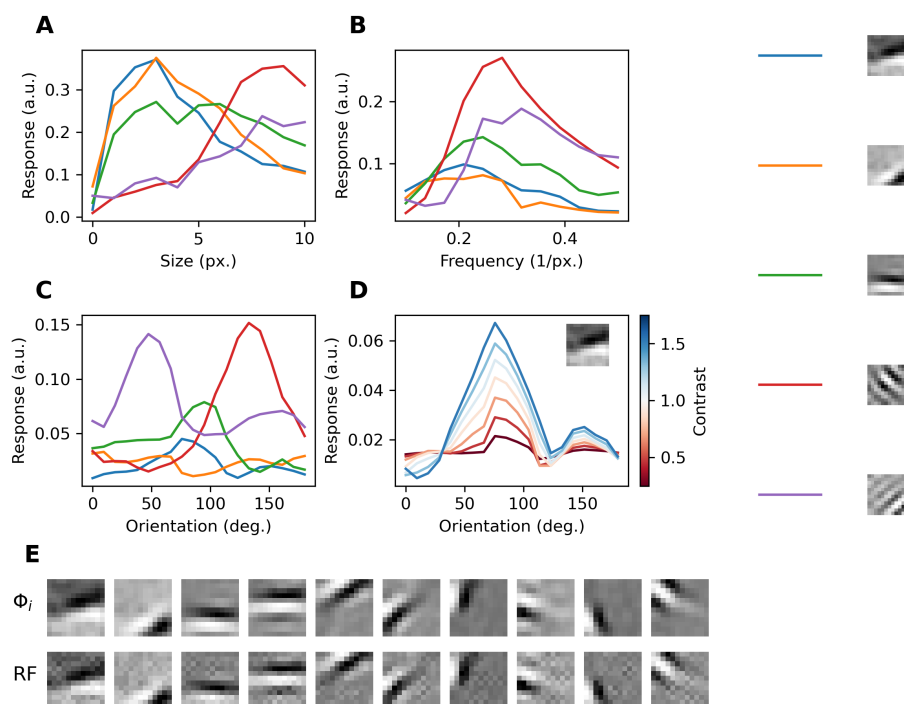 A
B
Response (a.u.)
0.3
0.2
0.1
0.0
0
5
10
Size (px.)
Response (a.u.)
0.2
0.1
0.2
0.4
Frequency (1/px.)
C
D
Response (a.u.)
0.15
0.10
0.05
0
50
100
150
Orientation (deg.)
Response (a.u.)
0.06
0.04
0.02
0
50
100
150
Orientation (deg.)
1.5
1.0
0.5
Contrast
E
Φi
RF